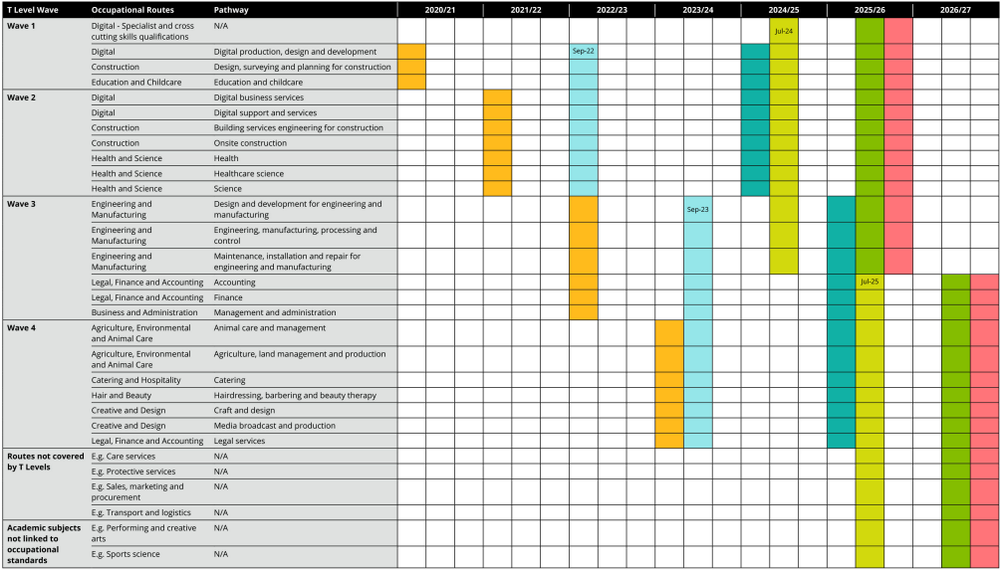 T Level Wave Occupational Routes Pathway 2020/21 2021/22 2022/23 2023/24 2024/25 2025/26 2026/27
Wave 1 Digital - Specialist and cross N/A
cutting skills qualifications Jul-24
Digital Digital production, design and development Sep-22
Construction Design, surveying and planning for construction
Education and Childcare Education and childcare
Wave 2 Digital Digital business services
Digital Digital support and services
Construction Building services engineering for construction
Construction Onsite construction
Health and Science Health
Health and Science Healthcare science
Health and Science Science
Wave 3 Engineering and Design and development for engineering and
Manufacturing manufacturing Sep-23
Engineering and Engineering, manufacturing, processing and
Manufacturing control
Engineering and Maintenance, installation and repair for
Manufacturing engineering and manufacturing
Legal, Finance and Accounting Accounting Jul-25
Legal, Finance and Accounting Finance
Business and Administration Management and administration
Wave 4 Agriculture, Environmental Animal care and management
and Animal Care
Agriculture, Environmental Agriculture, land management and production
and Animal Care
Catering and Hospitality Catering
Hair and Beauty Hairdressing, barbering and beauty therapy
Creative and Design Craft and design
Creative and Design Media broadcast and production
Legal, Finance and Accounting Legal services
Routes not covered E.g. Care services N/A
by T Levels
E.g. Protective services N/A
E.g. Sales, marketing and N/A
procurement
E.g. Transport and logistics N/A
Academic subjects E.g. Performing and creative N/A
not linked to arts
occupational E.g. Sports science N/A
standards